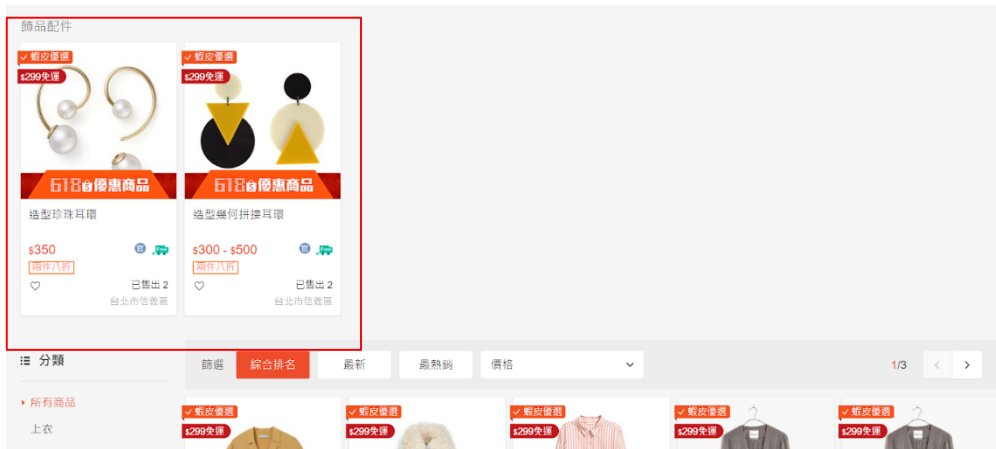 飾品配件
蝦皮優選
$299免運
618優惠商品
造型珍珠耳環
$350
兩件八折
已售出 2
台北市信義區
蝦皮優選
$299免運
618優惠商品
造型幾何拼接耳環
$300 - $500
兩件八折
已售出 2
台北市信義區
分類
篩選
綜合排名
最新
最熱銷
價格
1/3
所有商品
上衣
蝦皮優選
$299免運
蝦皮優選
$299免運
蝦皮優選
$299免運
蝦皮優選
$299免運
蝦皮優選
$299免運